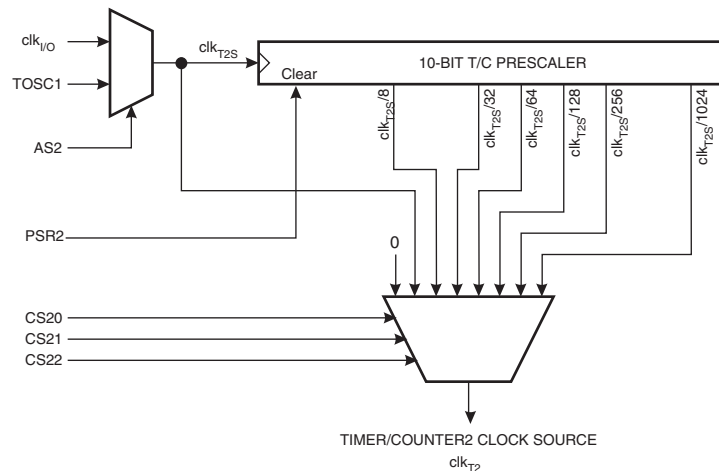 clkI/O
TOSC1
AS2
PSR2
CS20
CS21
CS22
clkT2S
Clear
10-BIT T/C PRESCALER
clkT2S/8
clkT2S/32
clkT2S/64
clkT2S/128
clkT2S/256
clkT2S/1024
0
TIMER/COUNTER2 CLOCK SOURCE
clkT2